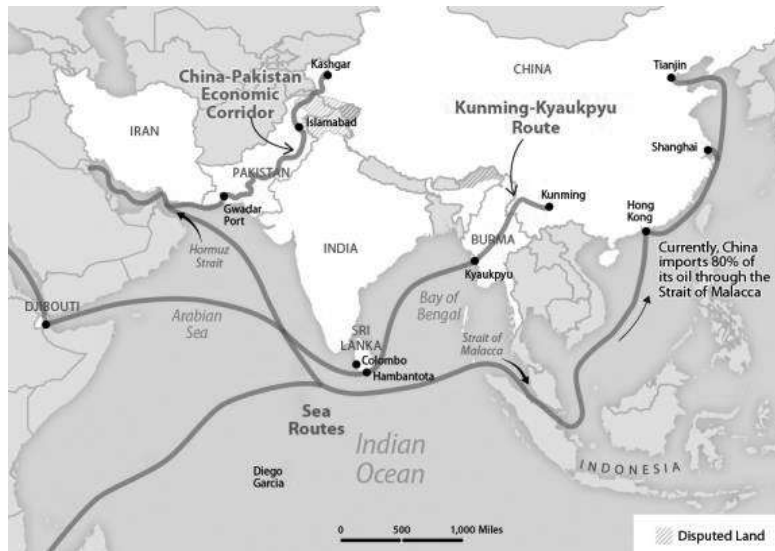 Kashgar
CHINA
Tianjin
China-Pakistan
Economic
Corridor
Kunming-Kyaukpyu
Route
Islamabad
IRAN
Shanghai
PAKISTAN
Gwadar
Port
Kunming
Hong
Kong
Hormuz
Strait
INDIA
BURMA
Kyaukpyu
Currently, China
imports 80% of
its oil through the
Strait of Malacca
DJIBOUTI
Arabian
Sea
Bay of
Bengal
SRI
LANKA
Colombo
Hambantota
Strait of
Malacca
Sea
Routes
Indian
Ocean
Diego
Garcia
INDONESIA
0 500 1,000 Miles
Disputed Land